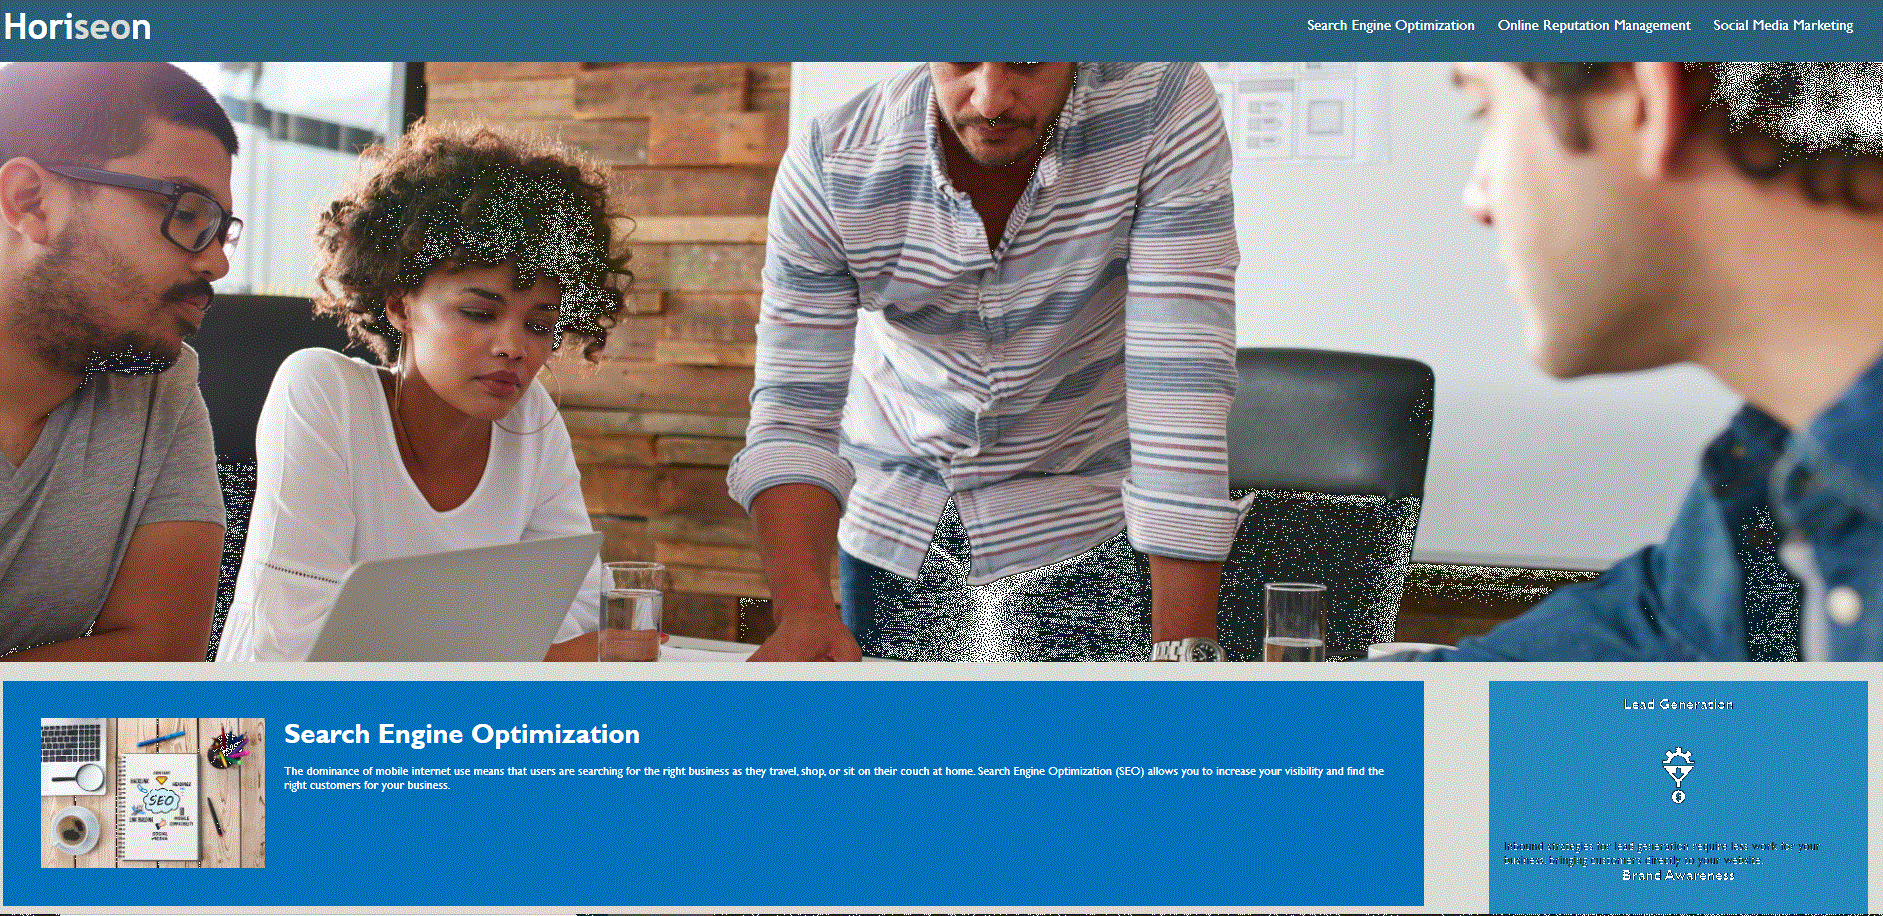 Horiseon
Search Engine Optimization
Online Reputation Management
Social Media Marketing
SEO
SOCIAL
MEDIA
Search Engine Optimization
The dominance of mobile internet use means that users are searching for the right business as they travel, shop, or sit on their couch at home. Search Engine Optimization (SEO) allows you to increase your visibility and find the
right customers for your business.
Lead Generation
Inbound strategies for lead generation require less work for your
business, bringing customers directly to your website.
Brand Awareness